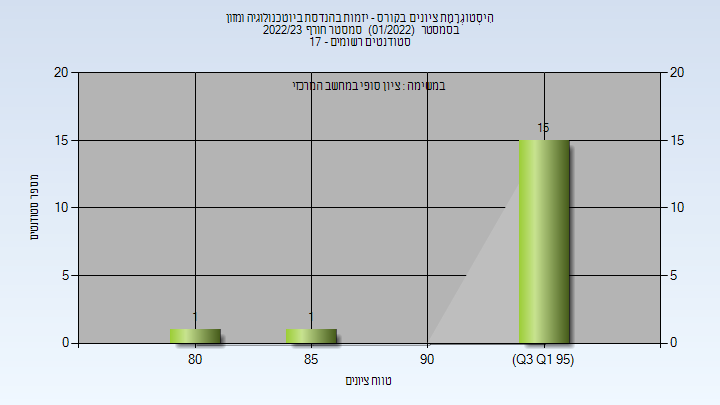 היסטוגרמת ציונים בקורס - יזמות בהנדסת ביוטכנולוגיה ומזון
בסמסטר (01/2022) סמסטר חורף 2022/23
סטודנטים רשומים - 17
במשימה : ציון סופי במחשב המרכזי
20 20
15 15
10 10
5 5
0 0
מספר סטודנטים
1 1 15
80 85 90 (Q3 Q1 95)
טווח ציונים